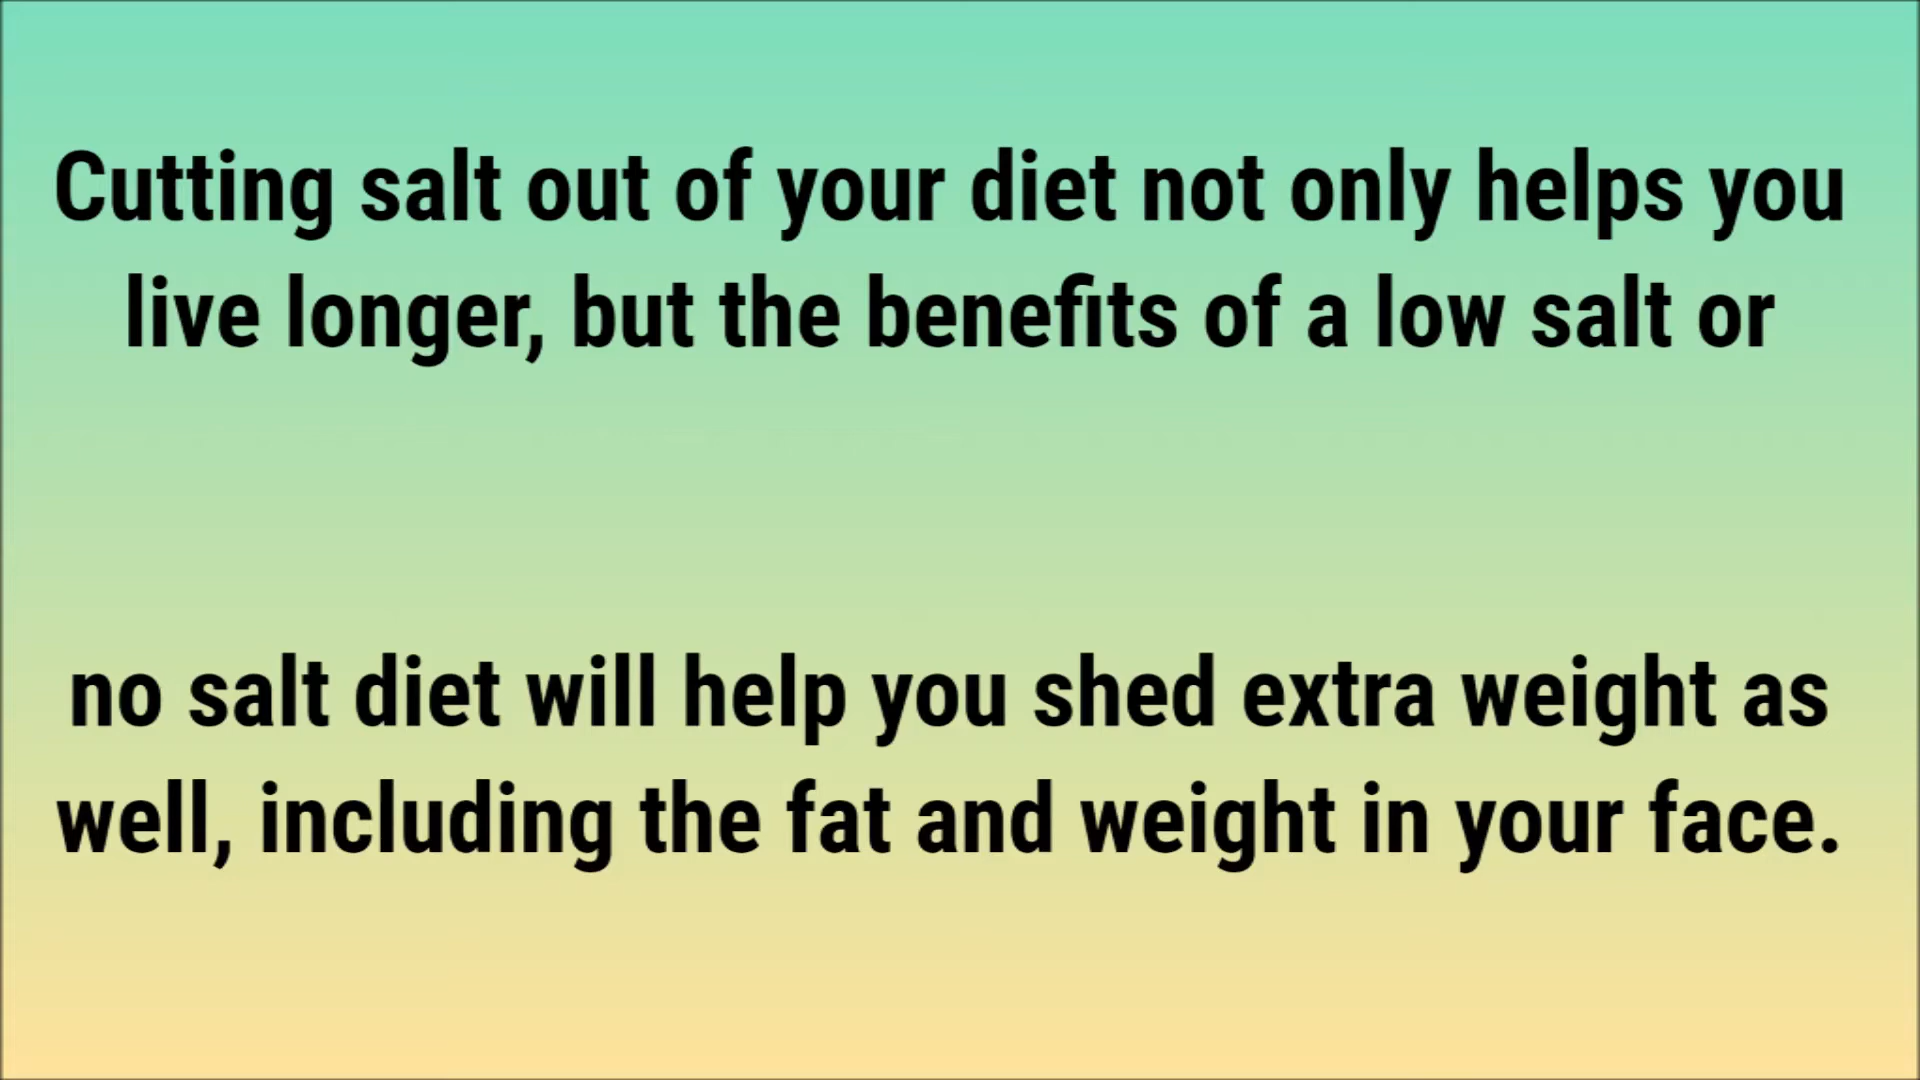 Cutting salt out of your diet not only helps you
live longer, but the benefits of a low salt or
no salt diet will help you shed extra weight as
well, including the fat and weight in your face.